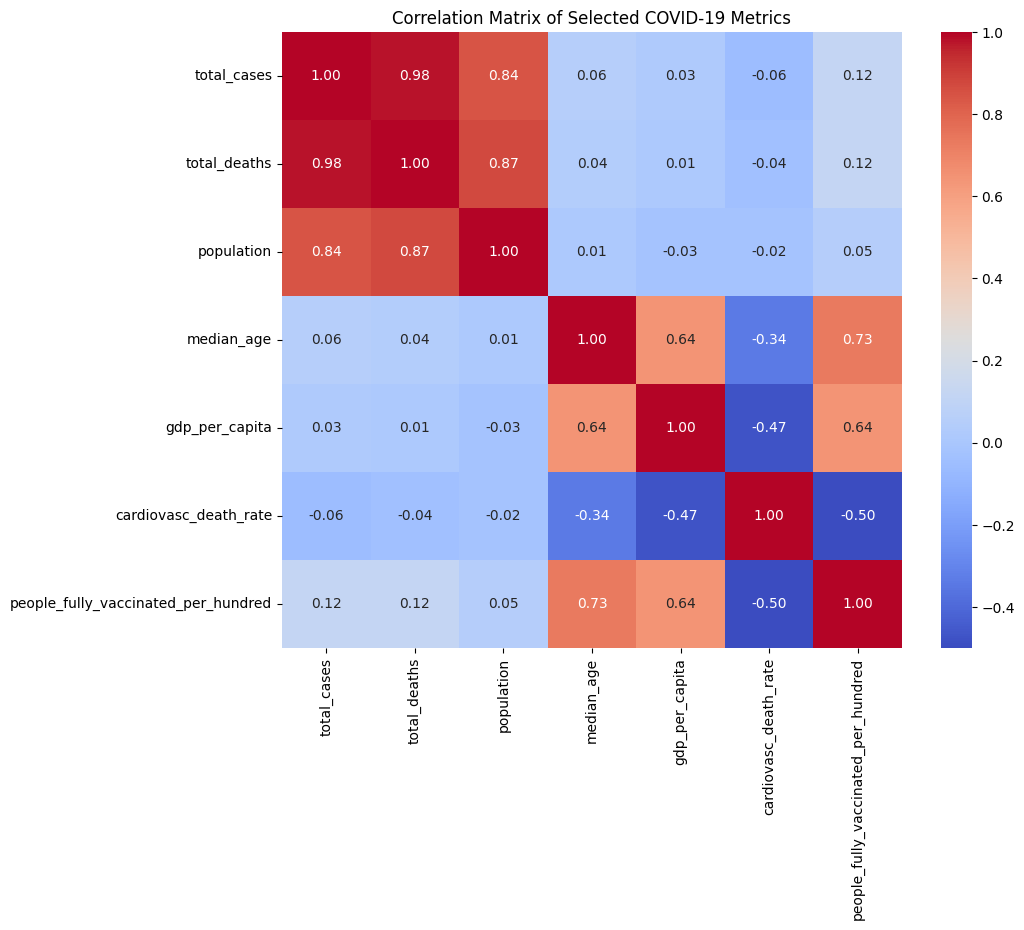 Correlation Matrix of Selected COVID-19 Metrics
total_cases 1.00 0.98 0.84 0.06 0.03 -0.06 0.12
total_deaths 0.98 1.00 0.87 0.04 0.01 -0.04 0.12
population 0.84 0.87 1.00 0.01 -0.03 -0.02 0.05
median_age 0.06 0.04 0.01 1.00 0.64 -0.34 0.73
gdp_per_capita 0.03 0.01 -0.03 0.64 1.00 -0.47 0.64
cardiovasc_death_rate -0.06 -0.04 -0.02 -0.34 -0.47 1.00 -0.50
people_fully_vaccinated_per_hundred 0.12 0.12 0.05 0.73 0.64 -0.50 1.00
total_cases
total_deaths
population
median_age
gdp_per_capita
cardiovasc_death_rate
people_fully_vaccinated_per_hundred
1.0
0.8
0.6
0.4
0.2
0.0
−0.2
−0.4